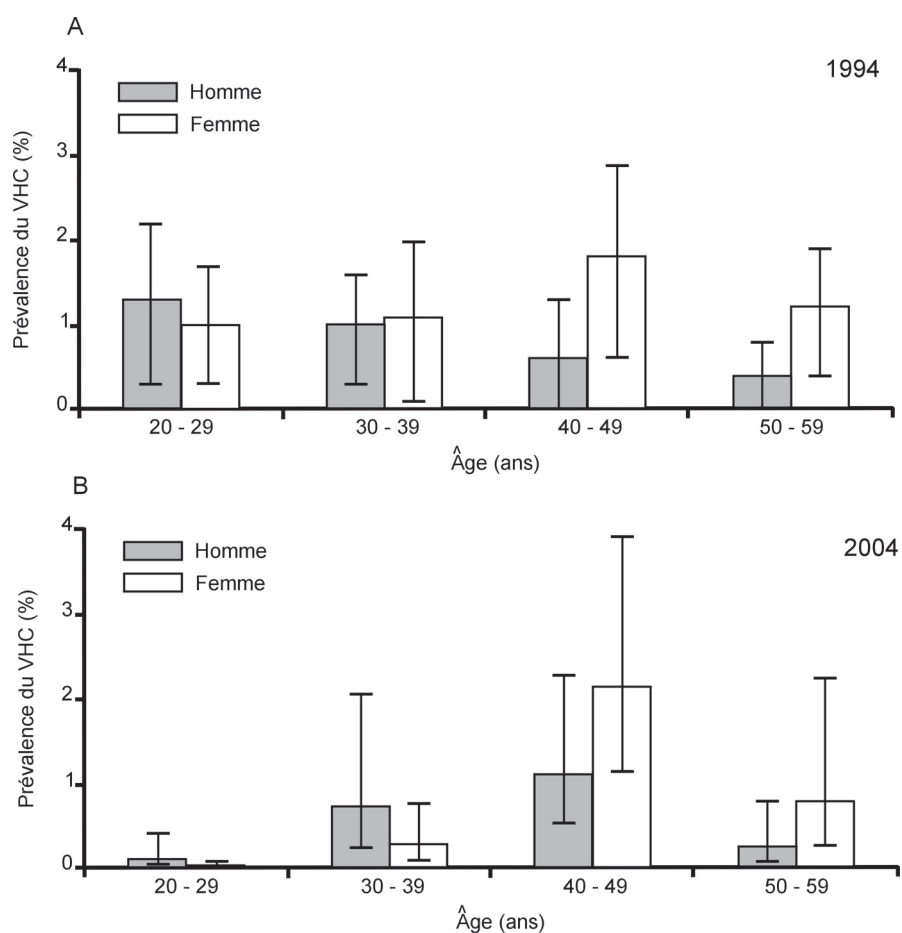 A
1994
4
3
2
1
0
Prévalence du VHC (%)
Homme
Femme
20 - 29
30 - 39
40 - 49
50 - 59
Âge (ans)
B
2004
4
3
2
1
0
Prévalence du VHC (%)
Homme
Femme
20 - 29
30 - 39
40 - 49
50 - 59
Âge (ans)